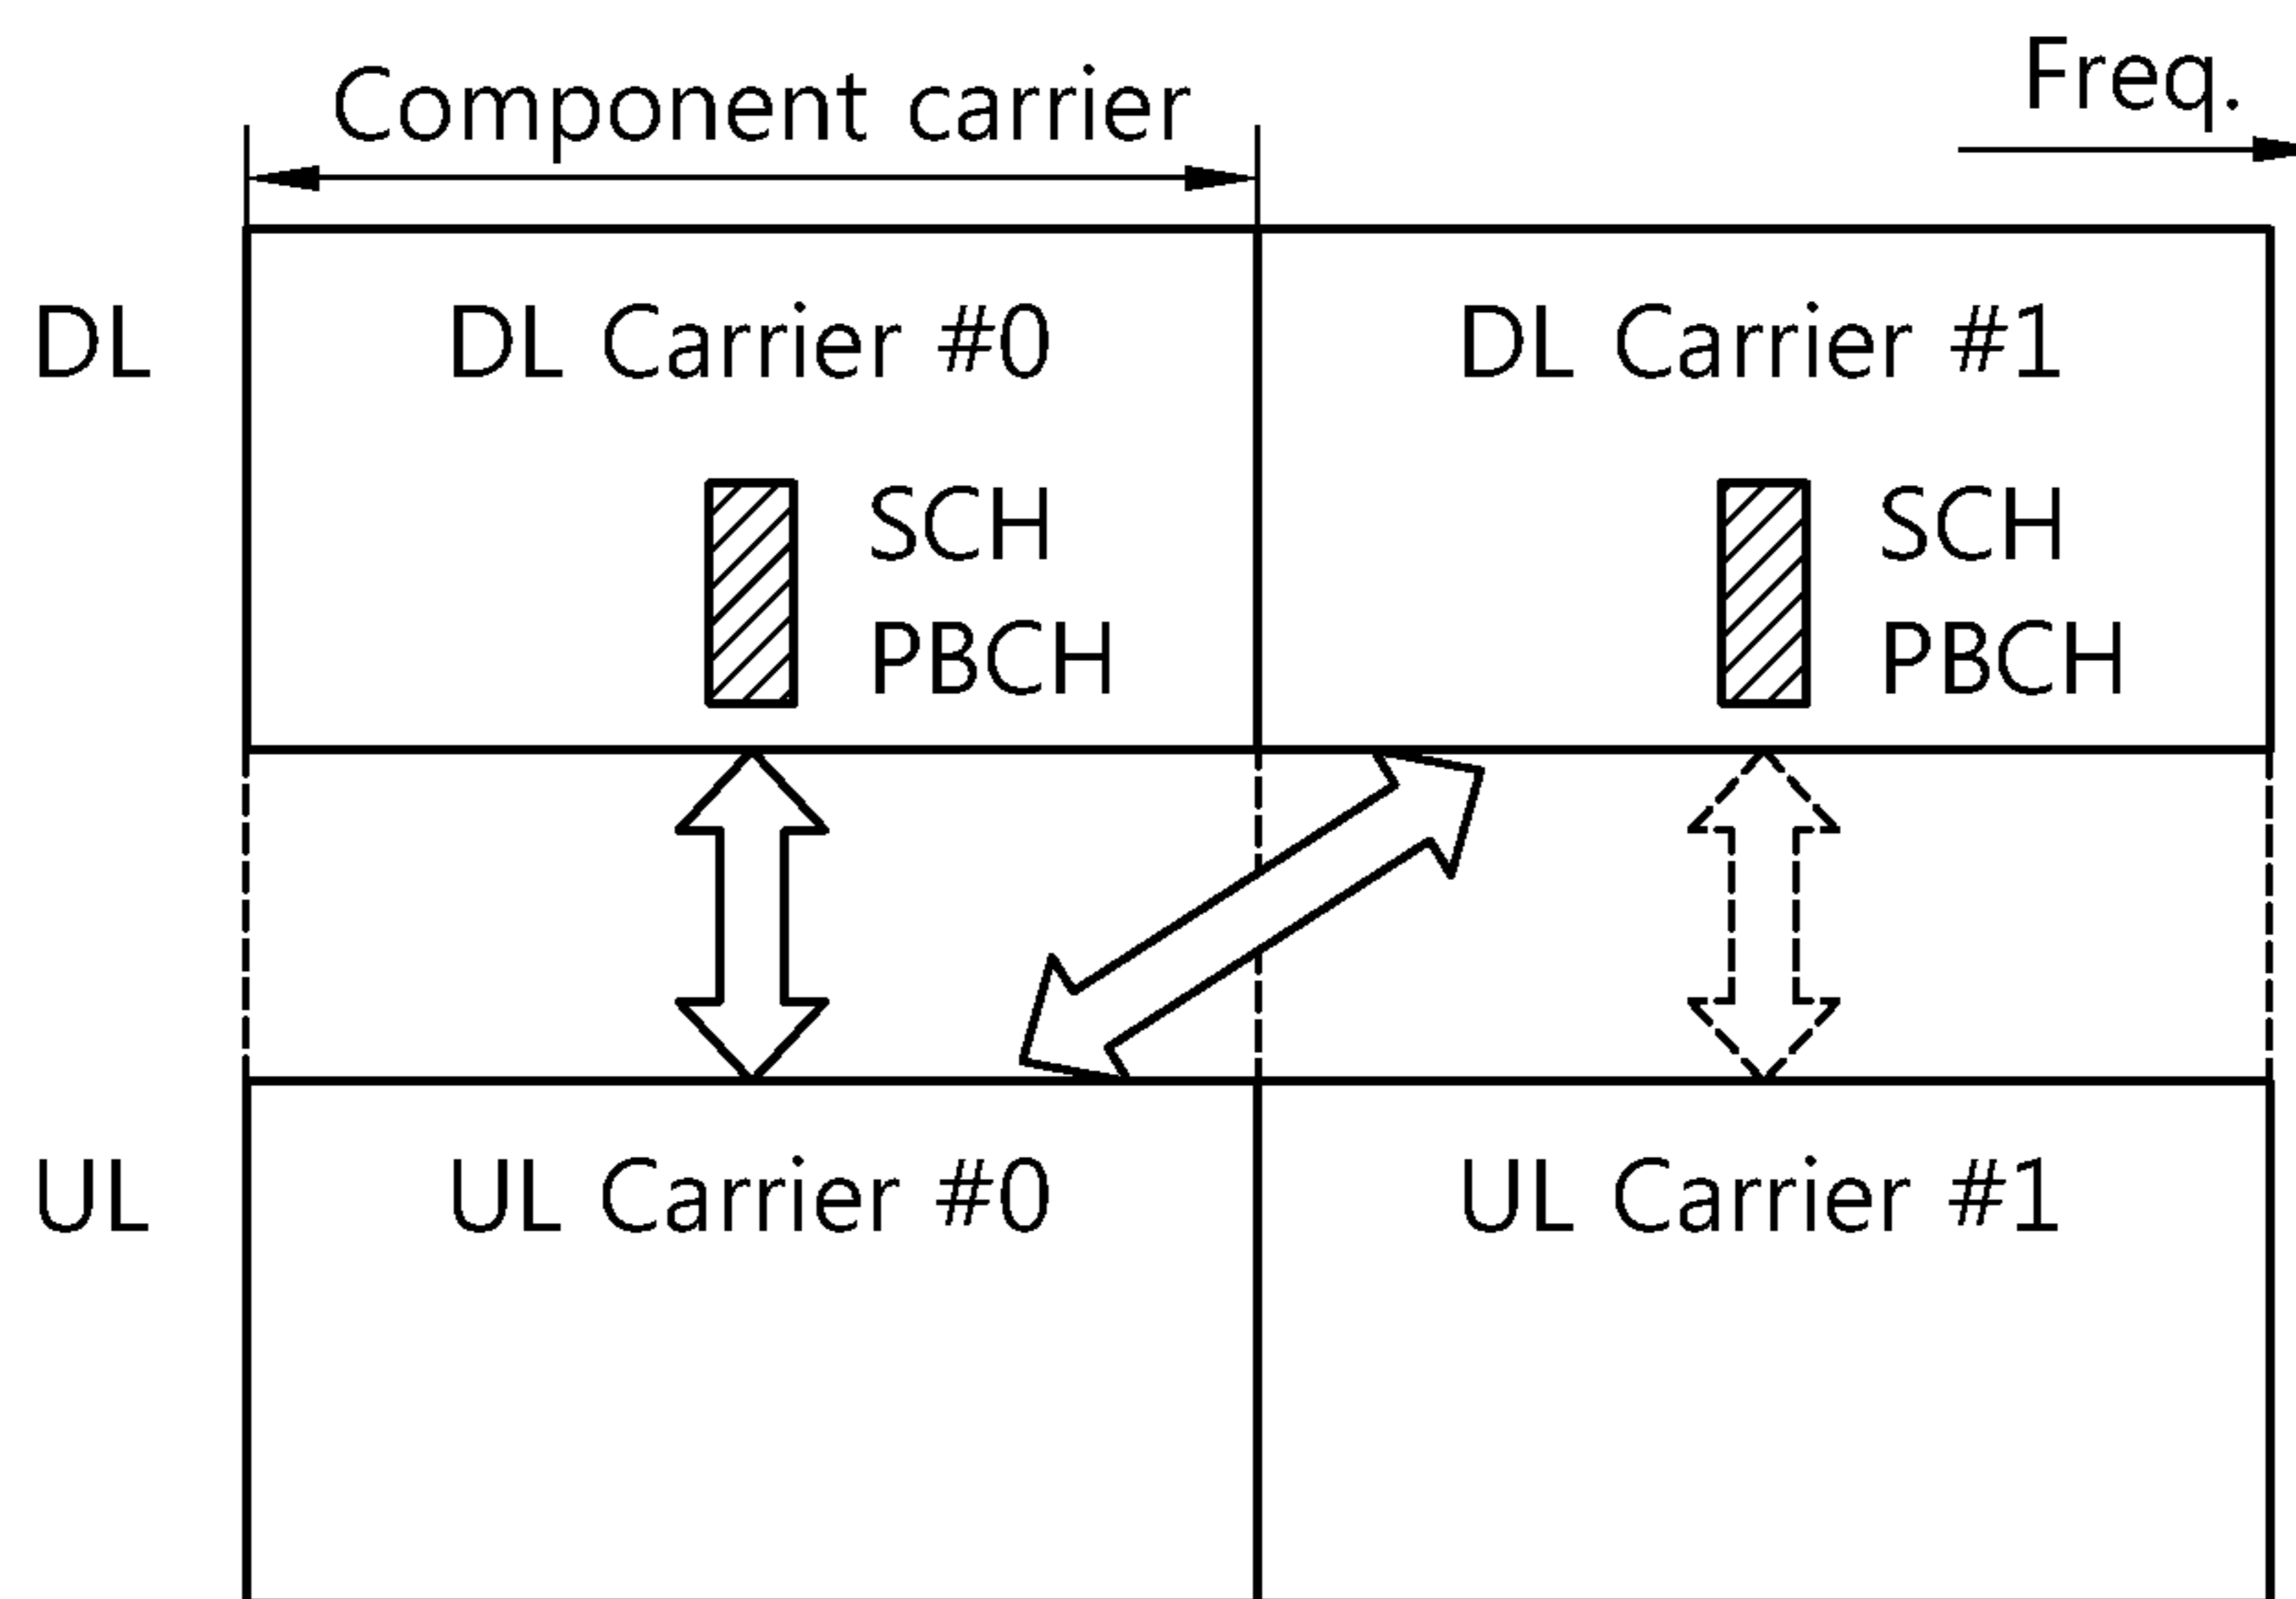 Component carrier
Freq.
DL
DL Carrier #0
DL Carrier #1
SCH
PBCH
SCH
PBCH
UL
UL Carrier #0
UL Carrier #1